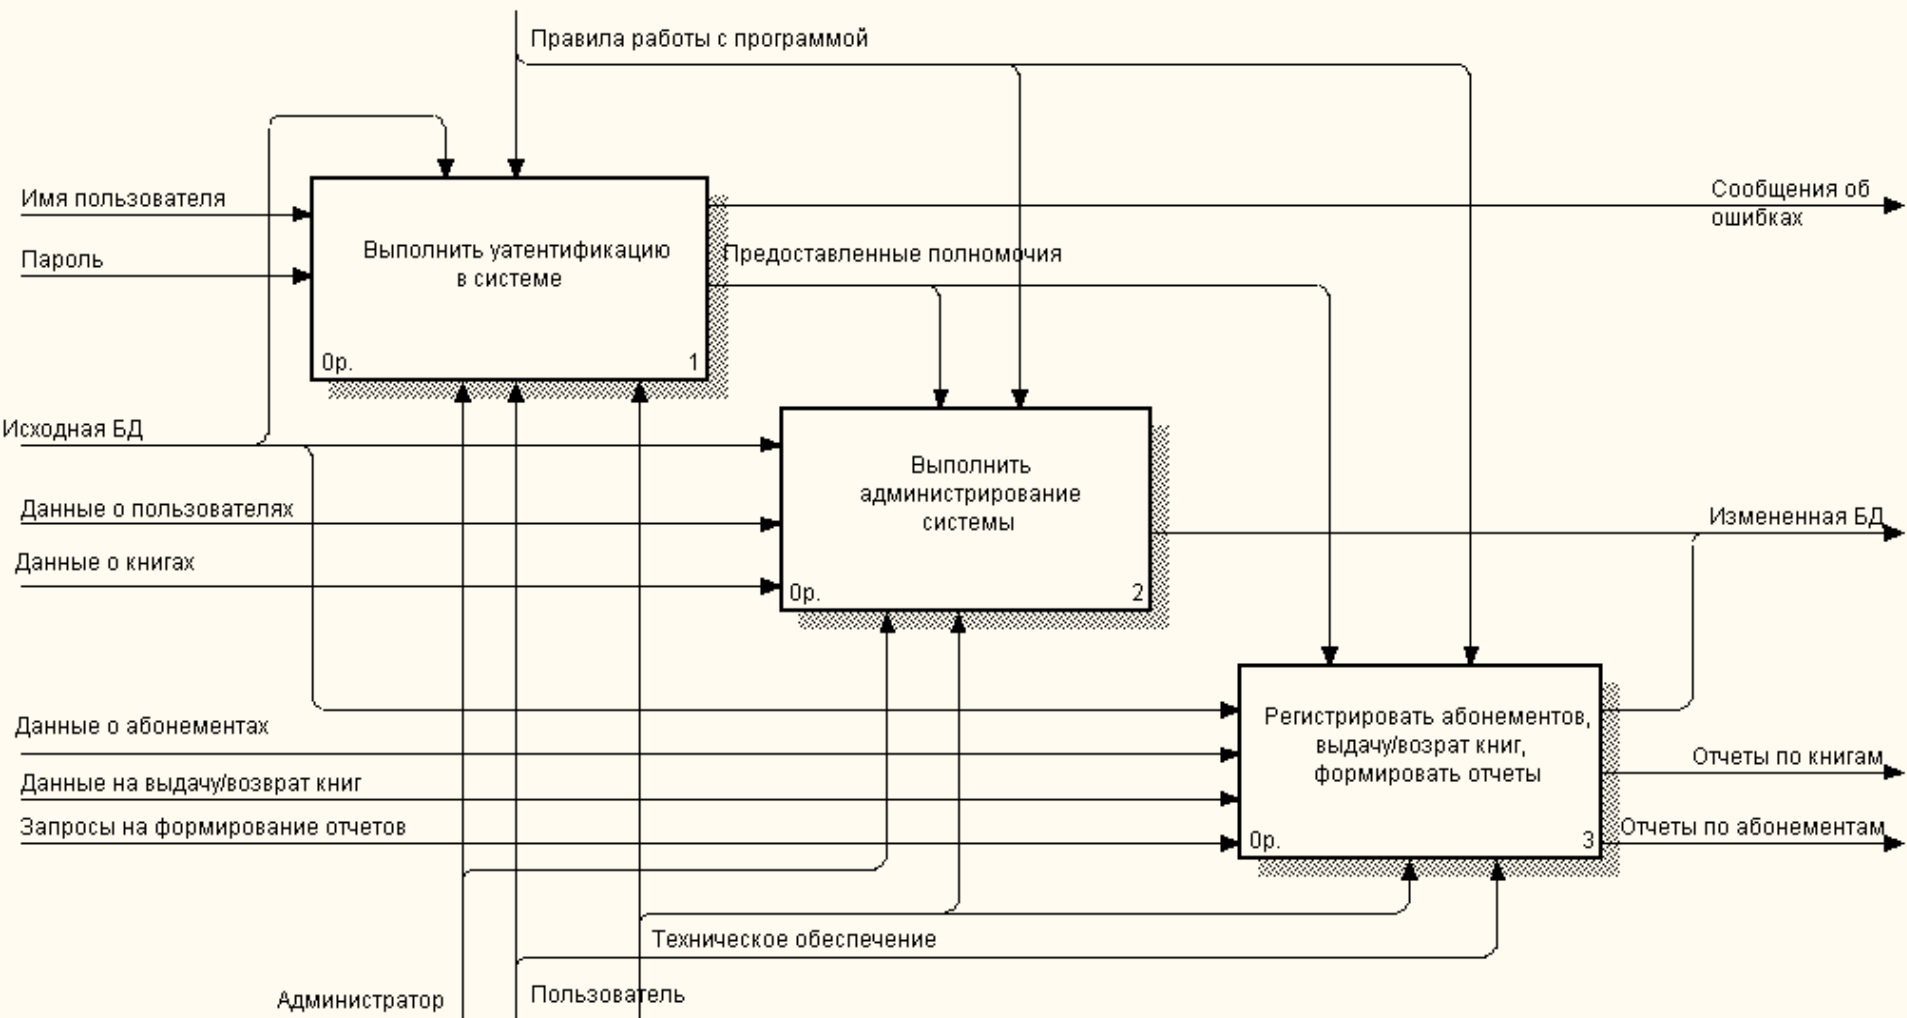 Правила работы с программой
Имя пользователя
Пароль
Выполнить уатентификацию
в системе
0р.
1
Сообщения об
ошибках
Предоставленные полномочия
Исходная БД
Данные о пользователях
Данные о книгах
Выполнить
администрирование
системы
0р.
2
Измененная БД
Данные о абонементах
Данные на выдачу/возврат книг
Запросы на формирование отчетов
Регистрировать абонементов,
выдачу/возрат книг,
формировать отчеты
0р.
3
Отчеты по книгам
Отчеты по абонементам
Техническое обеспечение
Администратор
Пользователь